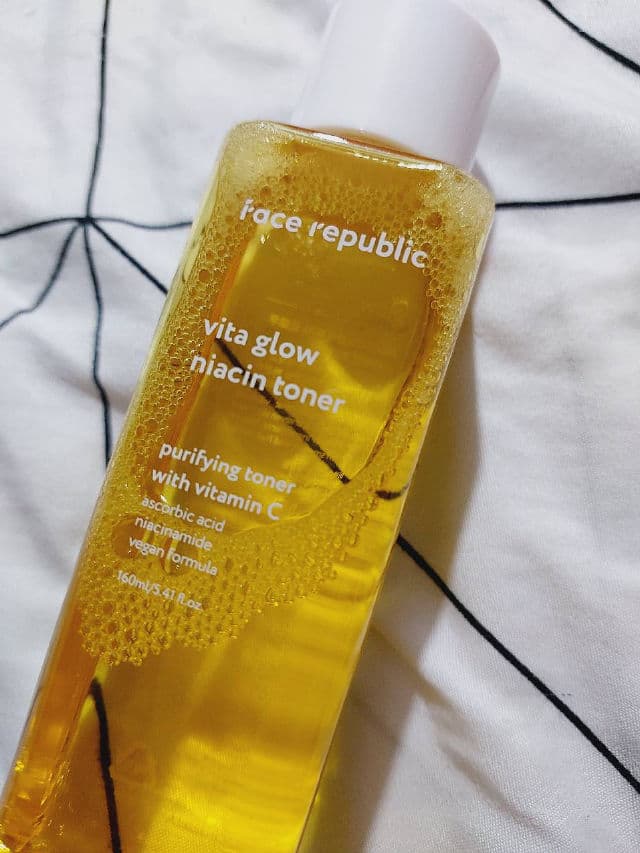 face republic
vita glow
niacin toner
purifying toner
with vitamin C
ascorbic acid
niacinamide
vegan formula
160ml/5.41 fl.oz